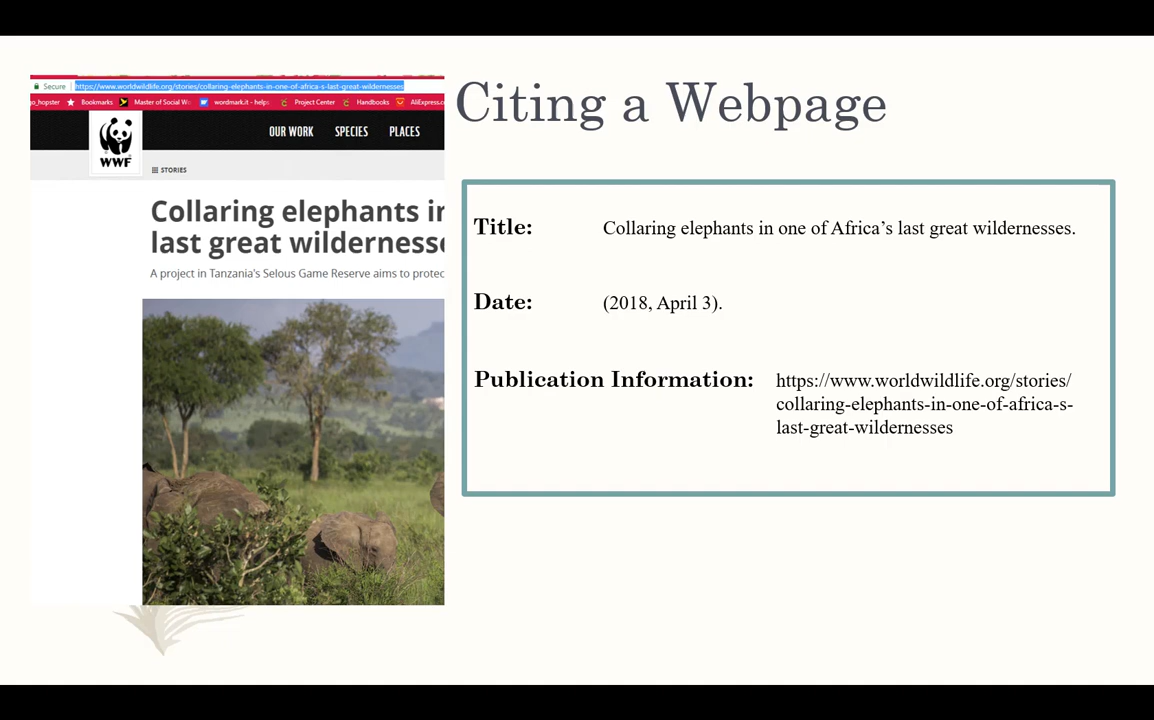 Citing a Webpage
Secure
https://www.worldwildlife.org/stories/collaring-elephants-in-one-of-africa-s-last-great-wildernesses
go_hopster Bookmarks Master of Social Wo wordmark.it - helps Project Center Handbooks AliExpress.c
WWF
OUR WORK SPECIES PLACES
STORIES
Collaring elephants in
last great wildernesse
A project in Tanzania's Selous Game Reserve aims to protec
Title: Collaring elephants in one of Africa’s last great wildernesses.
Date: (2018, April 3).
Publication Information: https://www.worldwildlife.org/stories/
collaring-elephants-in-one-of-africa-s-
last-great-wildernesses